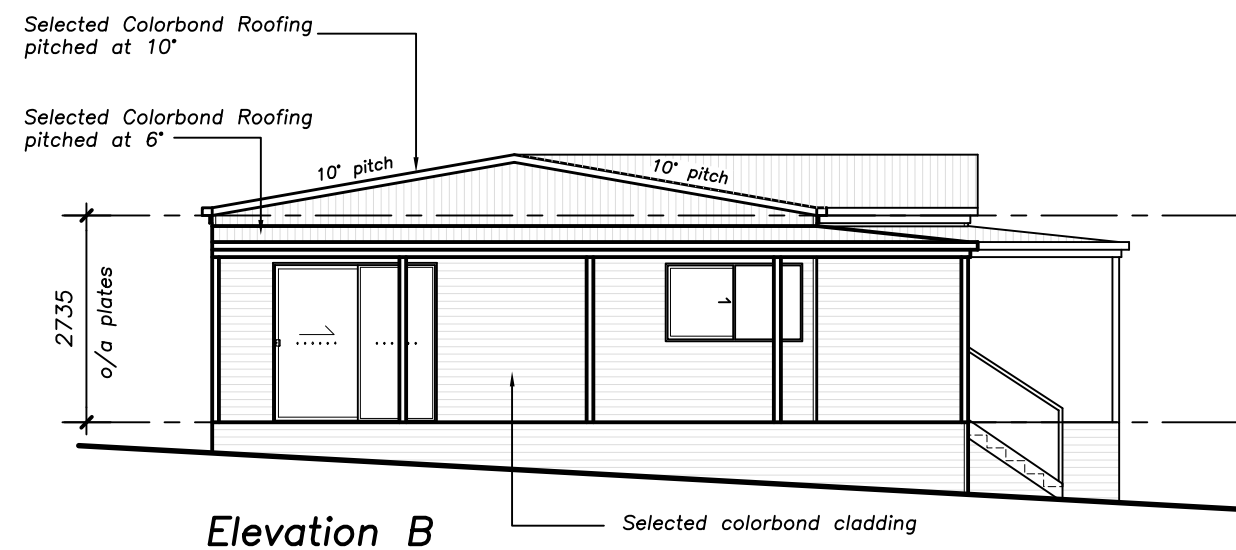 Selected Colorbond Roofing
pitched at 10°
Selected Colorbond Roofing
pitched at 6°
10° pitch
10° pitch
2735
o/a plates
Selected colorbond cladding
Elevation B